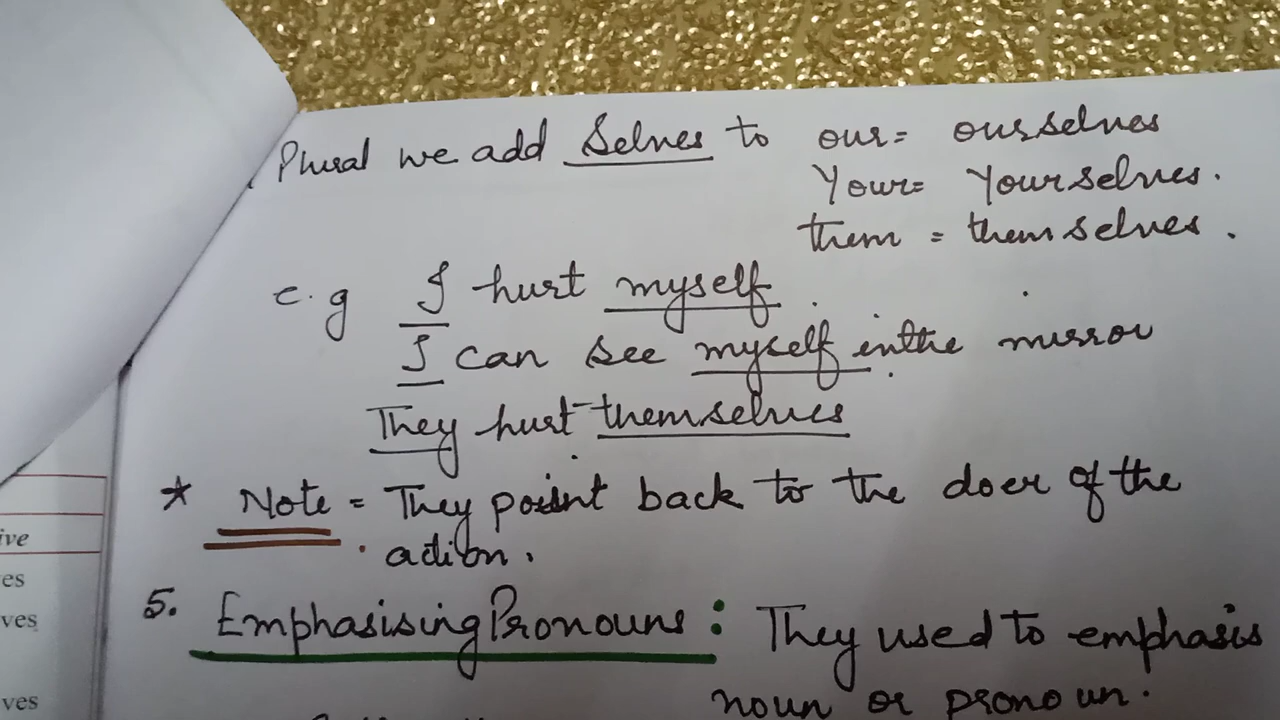 Plural we add Selves to our = ourselves
Your = Yourselves.
them = themselves.
e.g I hurt myself.
I can see myself in the mirror
They hurt themselves
* Note = They point back to the doer of the
action.
5. Emphasising Pronouns : They used to emphasis
noun or pronoun.
ive
es
ves
ves